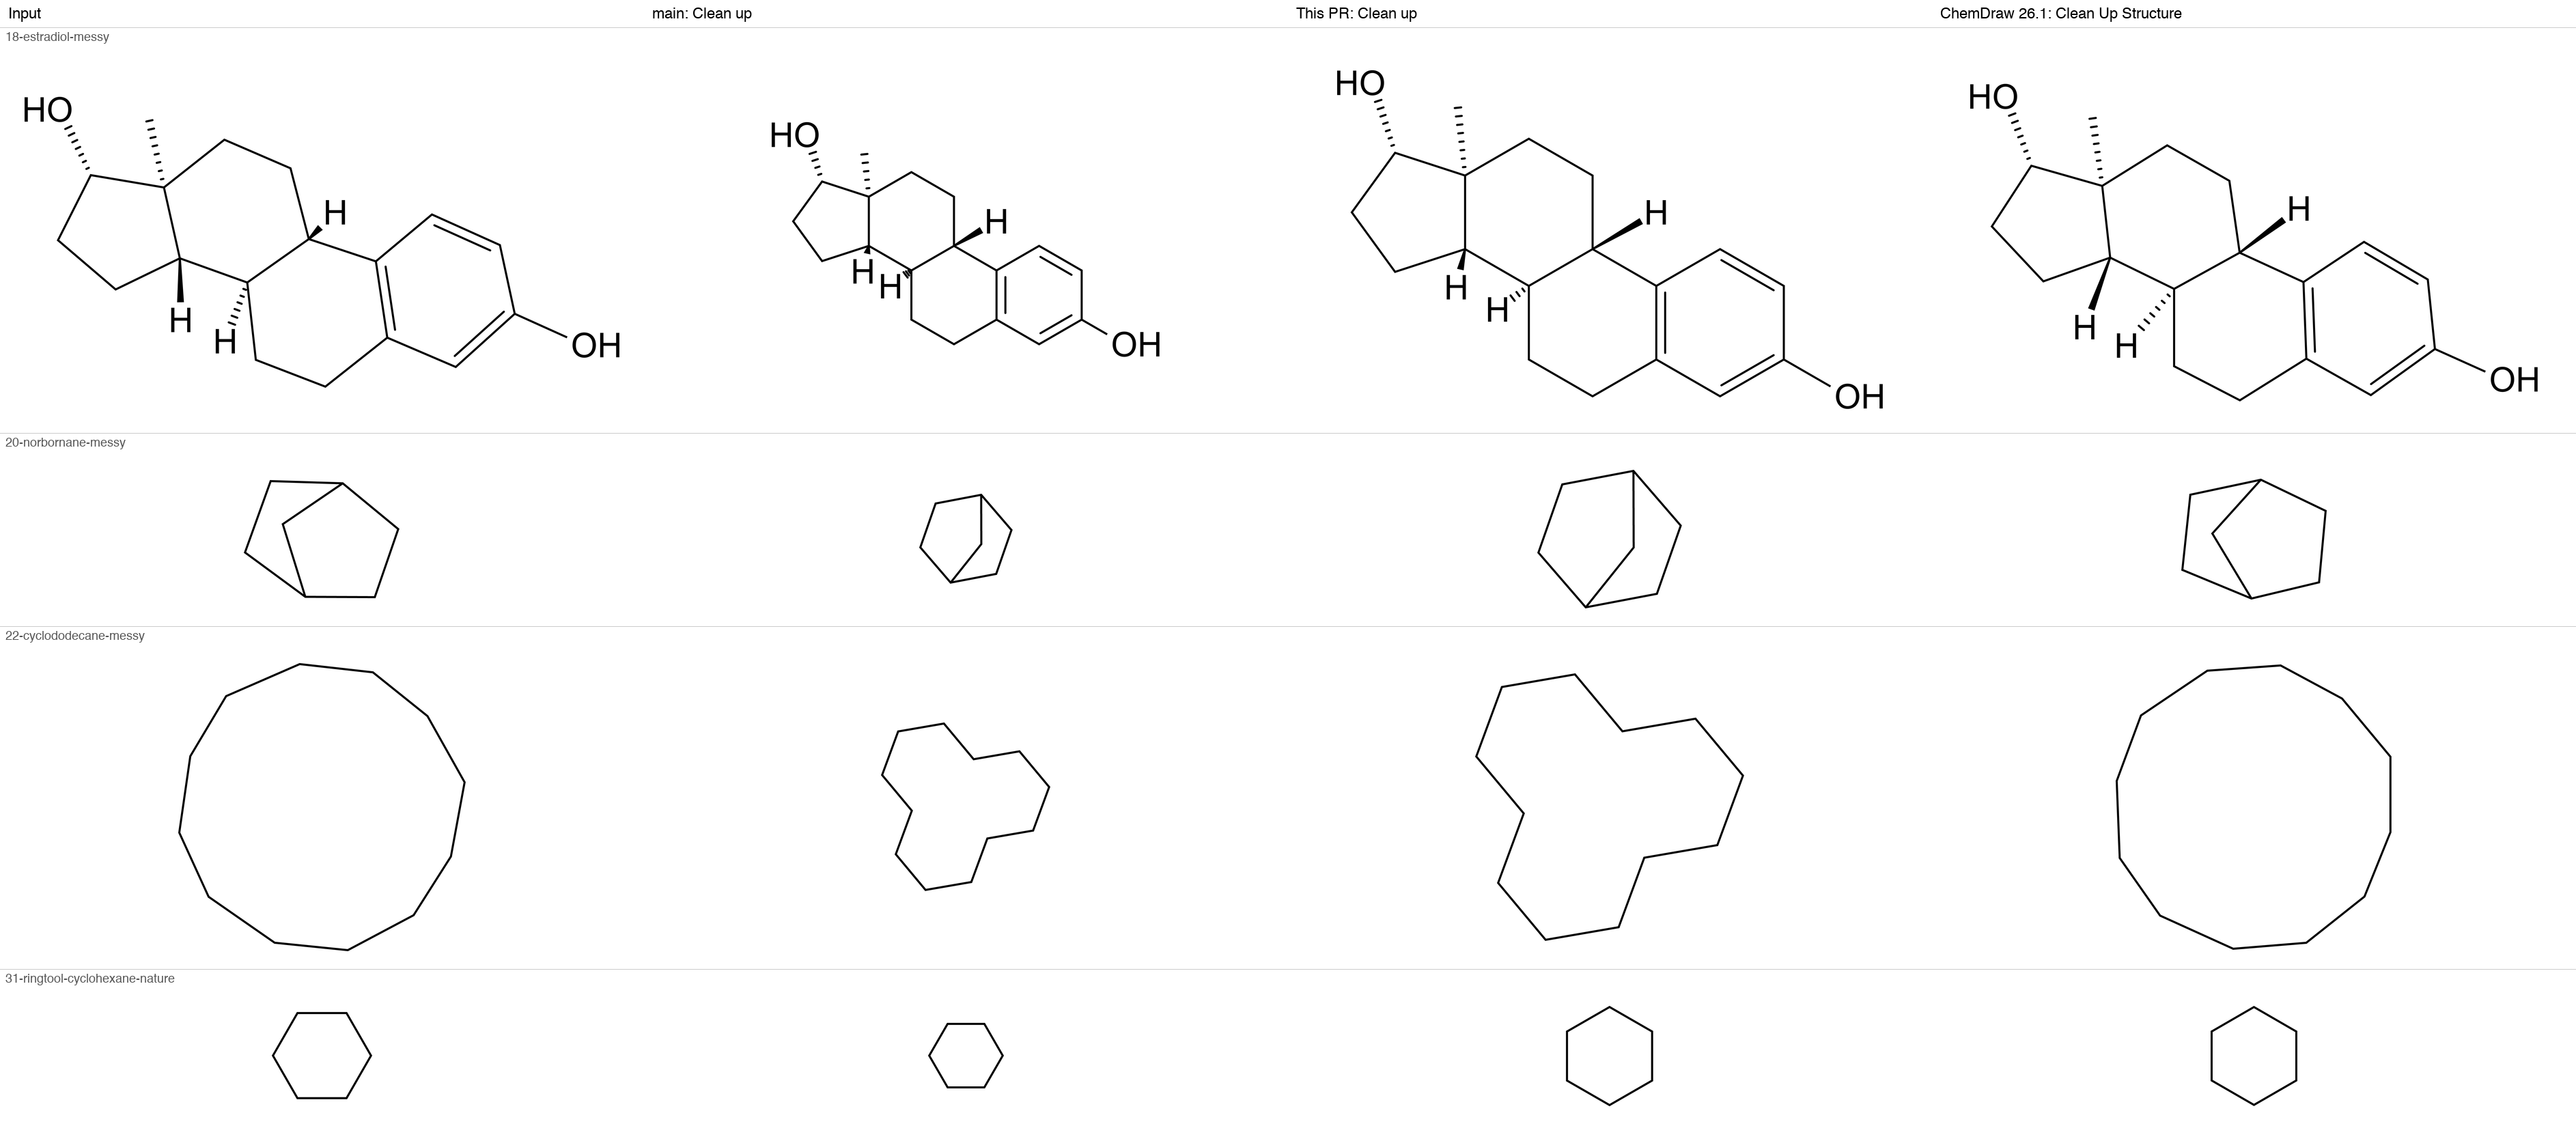 Input main: Clean up This PR: Clean up ChemDraw 26.1: Clean Up Structure
18-estradiol-messy
HO H H H OH
HO H H H OH
HO H H H OH
HO H H H OH
20-norbornane-messy
22-cyclododecane-messy
31-ringtool-cyclohexane-nature